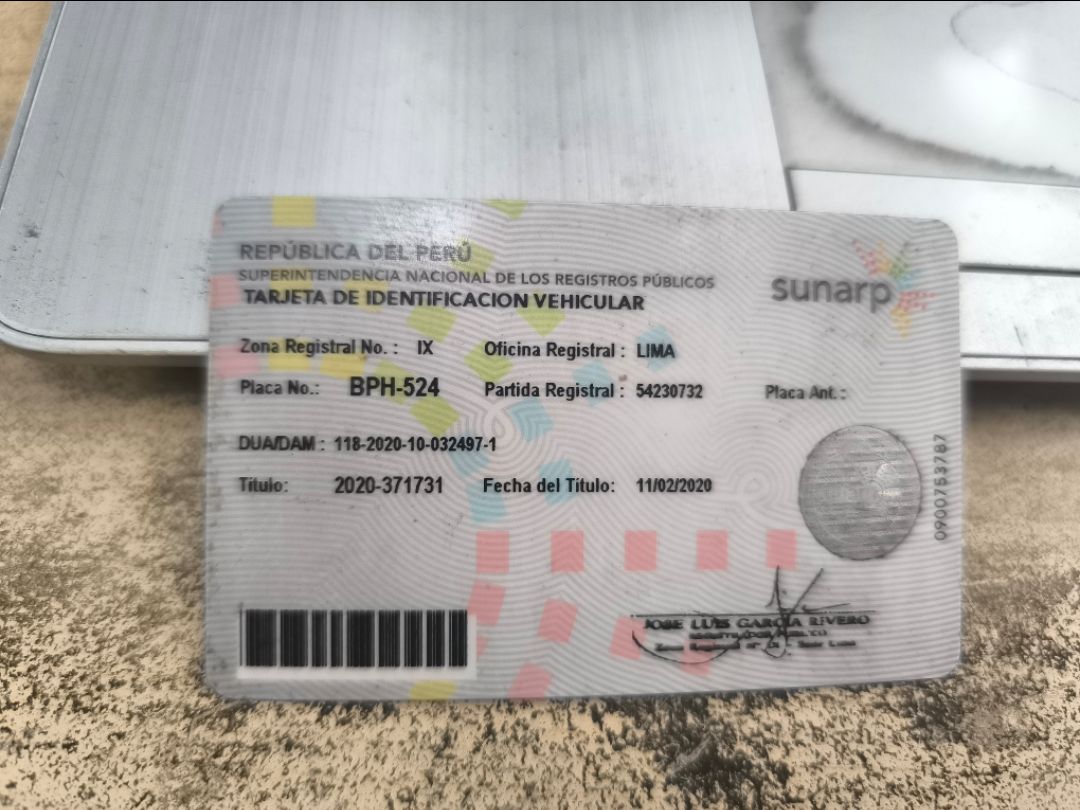 REPÚBLICA DEL PERÚ
SUPERINTENDENCIA NACIONAL DE LOS REGISTROS PÚBLICOS
TARJETA DE IDENTIFICACION VEHICULAR
sunarp
Zona Registral No. : IX Oficina Registral : LIMA
Placa No.: BPH-524 Partida Registral : 54230732 Placa Ant. :
DUA/DAM : 118-2020-10-032497-1
Título: 2020-371731 Fecha del Título: 11/02/2020
0900753787
JOSE LUIS GARCIA RIVERO
Zona Registral